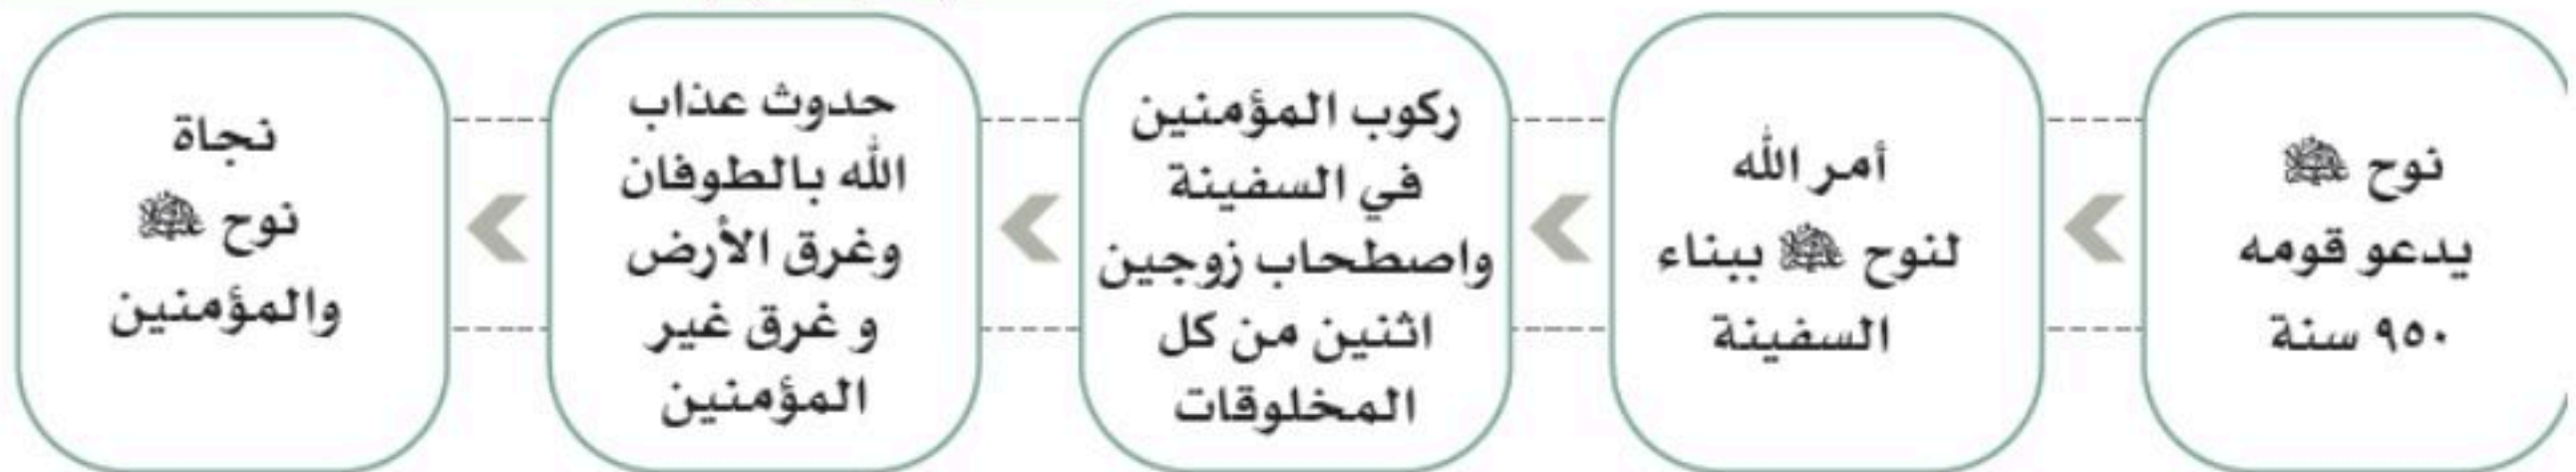 نوح ﷺ
يدعو قومه
٩٥٠ سنة
أمر الله
لنوح ﷺ ببناء
السفينة
ركوب المؤمنين
في السفينة
واصطحاب زوجين
اثنين من كل
المخلوقات
حدوث عذاب
الله بالطوفان
وغرق الأرض
و غرق غير
المؤمنين
نجاة
نوح ﷺ
والمؤمنين